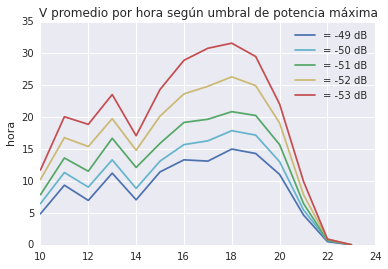 V promedio por hora según umbral de potencia máxima
35
30
25
20
15
10
5
0
hora
= -49 dB
= -50 dB
= -51 dB
= -52 dB
= -53 dB
10 12 14 16 18 20 22 24